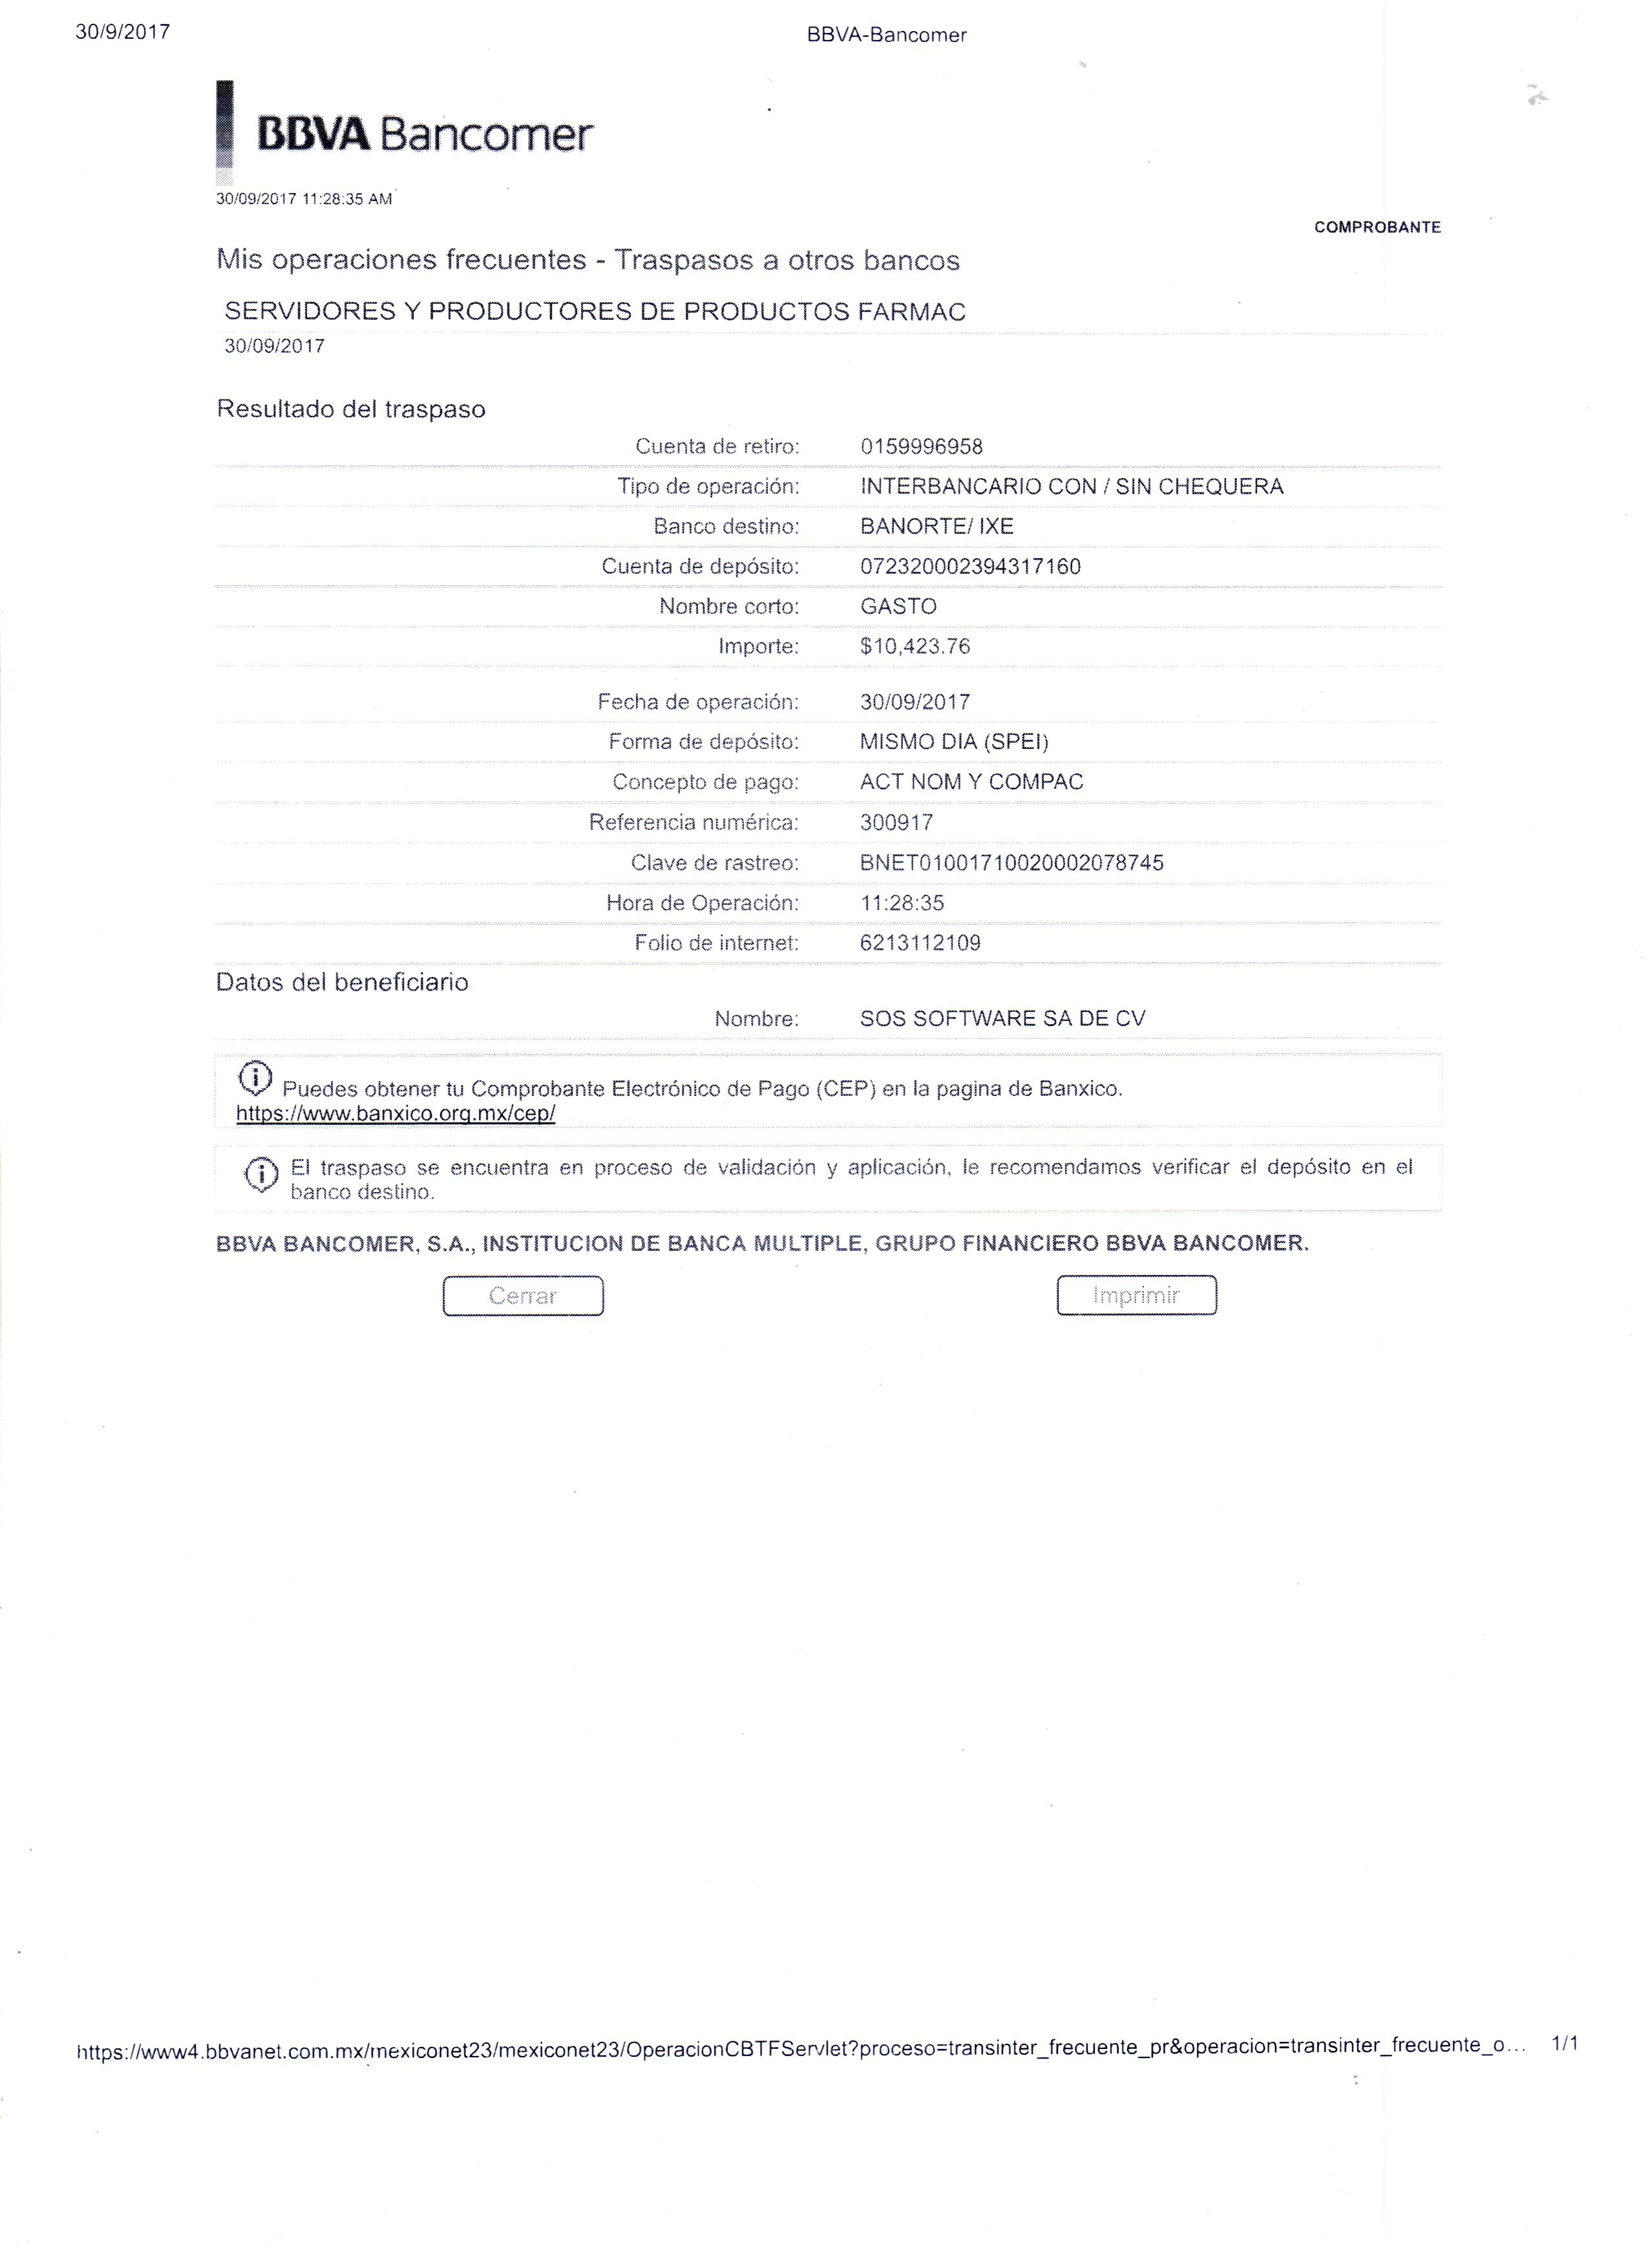 30/9/2017
BBVA-Bancomer
BBVA Bancomer
30/09/2017 11:28:35 AM
COMPROBANTE
Mis operaciones frecuentes - Traspasos a otros bancos
SERVIDORES Y PRODUCTORES DE PRODUCTOS FARMAC
30/09/2017
Resultado del traspaso
Cuenta de retiro: 0159996958
Tipo de operación: INTERBANCARIO CON / SIN CHEQUERA
Banco destino: BANORTE/ IXE
Cuenta de depósito: 072320002394317160
Nombre corto: GASTO
Importe: $10,423.76
Fecha de operación: 30/09/2017
Forma de depósito: MISMO DIA (SPEI)
Concepto de pago: ACT NOM Y COMPAC
Referencia numérica: 300917
Clave de rastreo: BNET01001710020002078745
Hora de Operación: 11:28:35
Folio de internet: 6213112109
Datos del beneficiario
Nombre: SOS SOFTWARE SA DE CV
Puedes obtener tu Comprobante Electrónico de Pago (CEP) en la pagina de Banxico.
https://www.banxico.org.mx/cep/
El traspaso se encuentra en proceso de validación y aplicación, le recomendamos verificar el depósito en el
banco destino.
BBVA BANCOMER, S.A., INSTITUCION DE BANCA MULTIPLE, GRUPO FINANCIERO BBVA BANCOMER.
Cerrar
Imprimir
https://www4.bbvanet.com.mx/mexiconet23/mexiconet23/OperacionCBTFServlet?proceso=transinter_frecuente_pr&operacion=transinter_frecuente_o... 1/1